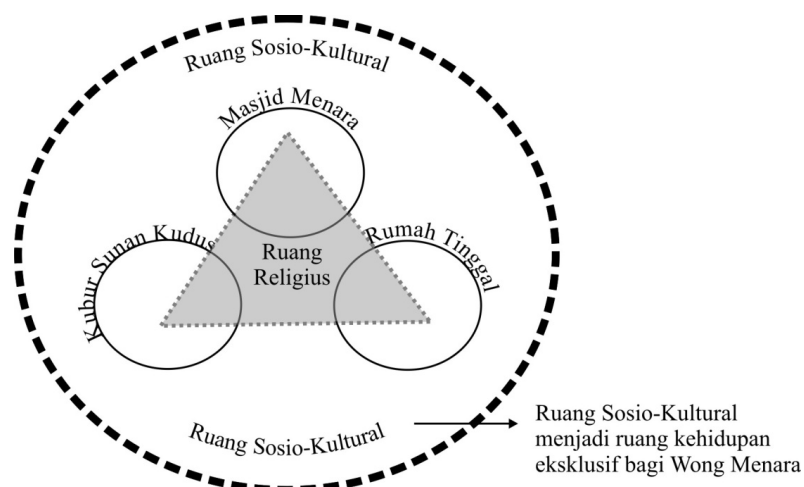 Ruang Sosio-Kultural
Masjid Menara
Kubur Sunan Kudus
Rumah Tinggal
Ruang
Religius
Ruang Sosio-Kultural
Ruang Sosio-Kultural
menjadi ruang kehidupan
eksklusif bagi Wong Menara